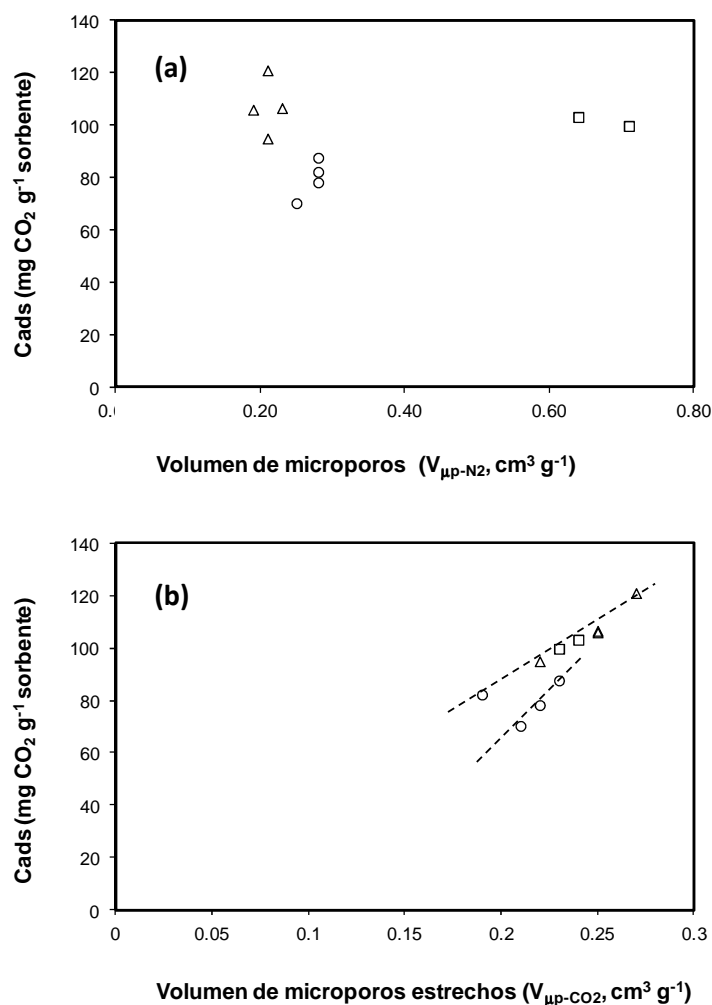 (a)
Cads (mg CO₂ g⁻¹ sorbente)
140
120
100
80
60
40
20
0
0.20 0.40 0.60 0.80
Volumen de microporos (Vμp-N2, cm³ g⁻¹)
(b)
Cads (mg CO₂ g⁻¹ sorbente)
140
120
100
80
60
40
20
0
0 0.05 0.1 0.15 0.2 0.25 0.3
Volumen de microporos estrechos (Vμp-CO2, cm³ g⁻¹)